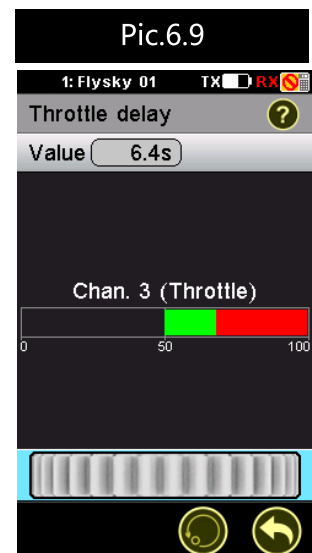 Pic.6.9
1: Flysky 01 TX RX
Throttle delay ?
Value 6.4s
Chan. 3 (Throttle)
0 50 100